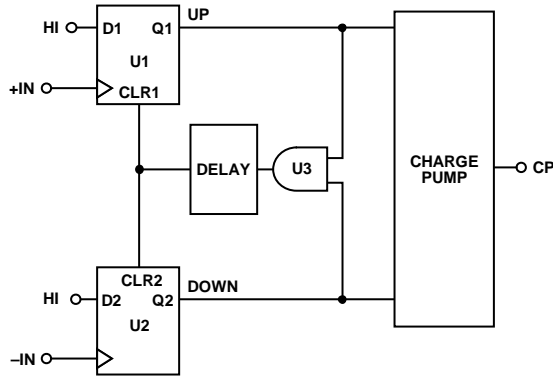 UP
HI
D1
Q1
U1
+IN
CLR1
DELAY
U3
CHARGE
PUMP
CP
CLR2
DOWN
HI
D2
Q2
U2
–IN